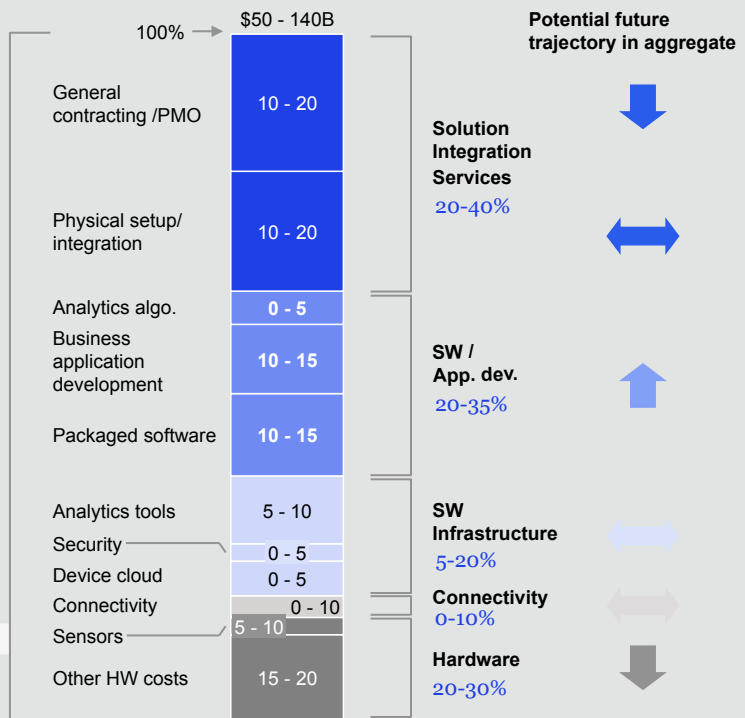 $50 - 140B
100%
Potential future
trajectory in aggregate
General
contracting /PMO
10 - 20
Physical setup/
integration
10 - 20
Solution
Integration
Services
20-40%
Analytics algo.
0 - 5
Business
application
development
10 - 15
Packaged software
10 - 15
SW /
App. dev.
20-35%
Analytics tools
5 - 10
Security
0 - 5
Device cloud
0 - 5
SW
Infrastructure
5-20%
Connectivity
0 - 10
Connectivity
0-10%
Sensors
5 - 10
Other HW costs
15 - 20
Hardware
20-30%